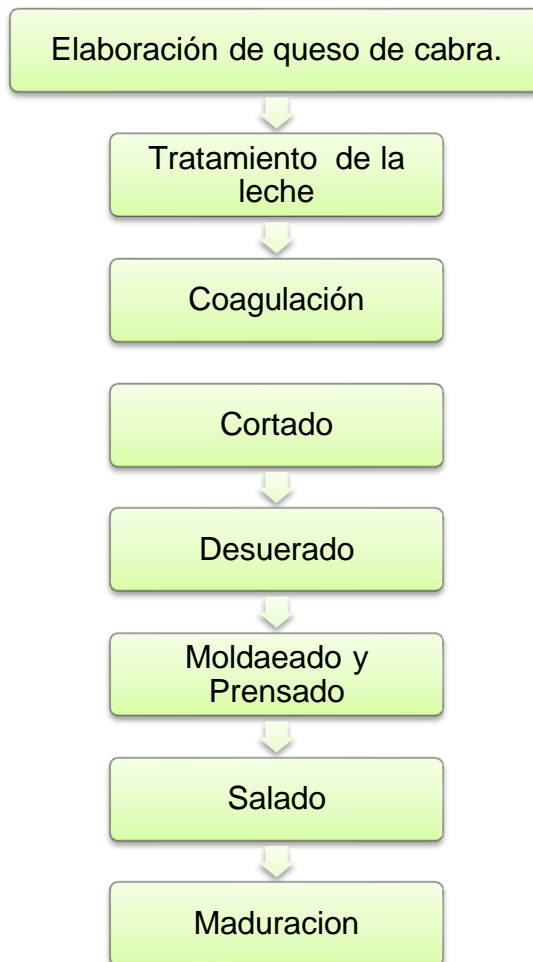 Elaboración de queso de cabra.
Tratamiento de la
leche
Coagulación
Cortado
Desuerado
Moldaeado y
Prensado
Salado
Maduracion